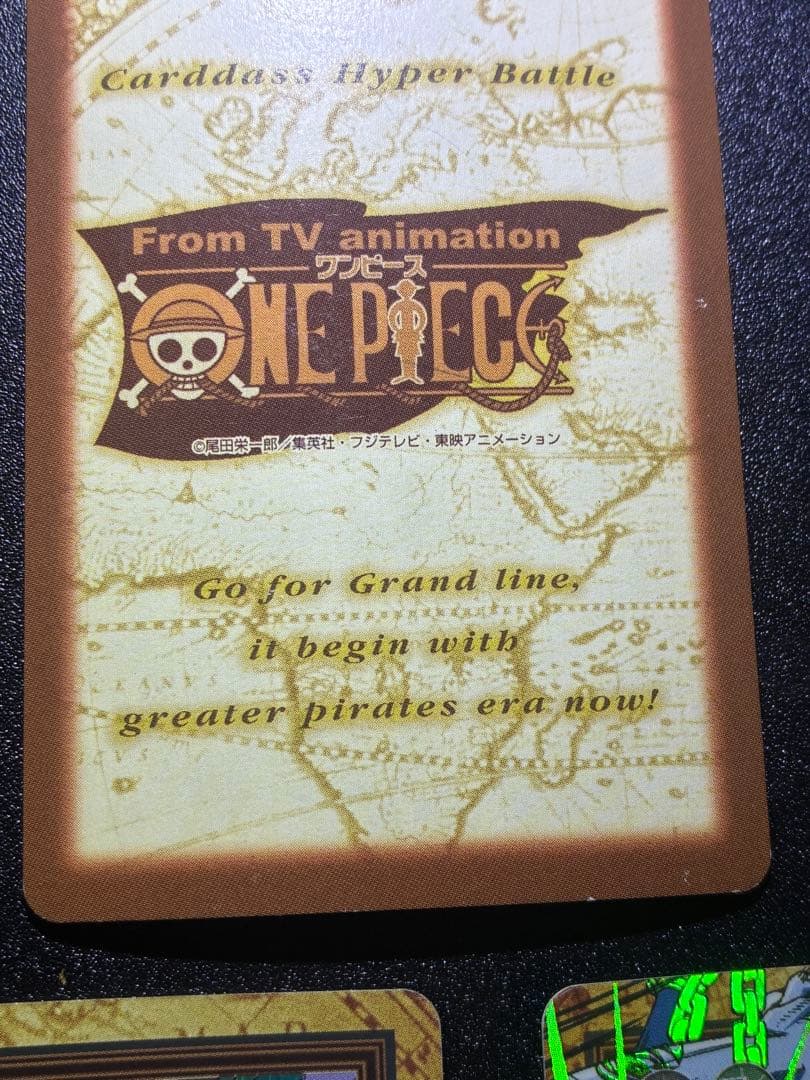 Carddass Hyper Battle
From TV animation
ワンピース
ONE PIECE
©尾田栄一郎／集英社・フジテレビ・東映アニメーション
Go for Grand line,
it begin with
greater pirates era now!